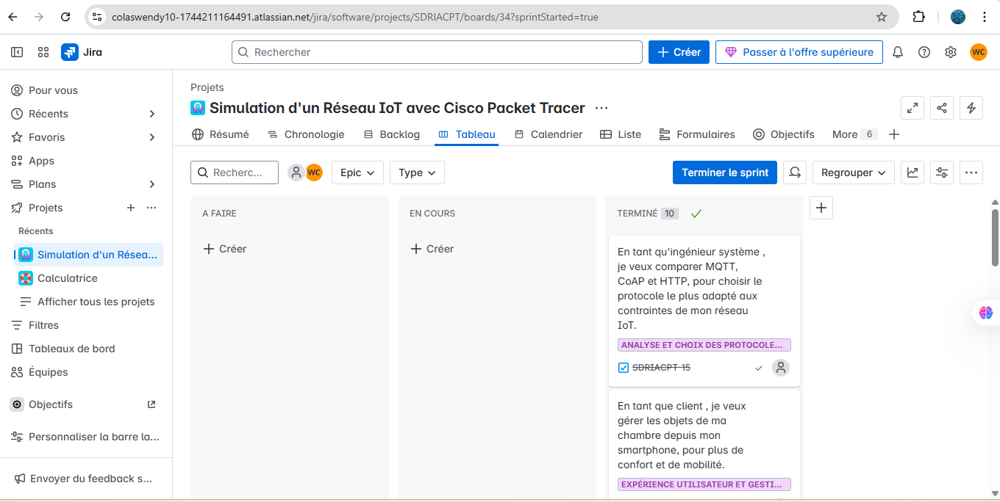 colaswendy10-1744211164491.atlassian.net/jira/software/projects/SDRIACPT/boards/34?sprintStarted=true
Jira
Rechercher
Créer
Passer à l'offre supérieure
WC
Pour vous
Récents
Favoris
Apps
Plans
Projets
Récents
Simulation d'un Résea...
Calculatrice
Afficher tous les projets
Filtres
Tableaux de bord
Équipes
Objectifs
Personnaliser la barre la...
Envoyer du feedback s...
Projets
Simulation d'un Réseau IoT avec Cisco Packet Tracer
Résumé
Chronologie
Backlog
Tableau
Calendrier
Liste
Formulaires
Objectifs
More 6
Recherc...
WC
Epic
Type
Terminer le sprint
Regrouper
A FAIRE
Créer
EN COURS
Créer
TERMINÉ 10
En tant qu'ingénieur système ,
je veux comparer MQTT,
CoAP et HTTP, pour choisir le
protocole le plus adapté aux
contraintes de mon réseau
IoT.
ANALYSE ET CHOIX DES PROTOCOLE...
SDRIACPT-15
En tant que client , je veux
gérer les objets de ma
chambre depuis mon
smartphone, pour plus de
confort et de mobilité.
EXPÉRIENCE UTILISATEUR ET GESTI...